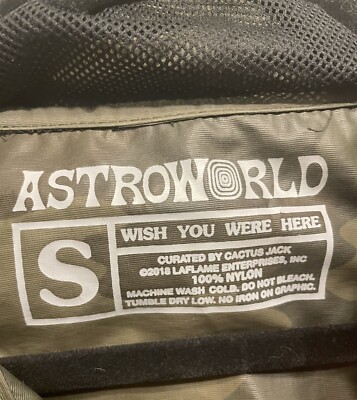 ASTROWORLD
S
WISH YOU WERE HERE
CURATED BY CACTUS JACK
©2018 LAFLAME ENTERPRISES, INC
100% NYLON
MACHINE WASH COLD. DO NOT BLEACH.
TUMBLE DRY LOW. NO IRON ON GRAPHIC.